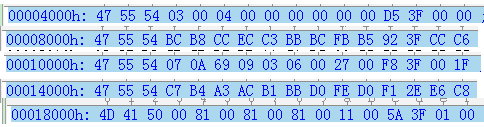 00004000h: 47 55 54 03 00 04 00 00 00 00 00 00 D5 3F 00 00 ;
00008000h: 47 55 54 BC B8 CC EC C3 BB BC FB B5 92 3F CC C6
00010000h: 47 55 54 07 0A 69 09 03 06 00 27 00 F8 3F 00 1F
00014000h: 47 55 54 C7 B4 A3 AC B1 BB D0 FE D0 F1 2E E6 C8
00018000h: 4D 41 50 00 81 00 81 00 81 00 11 00 5A 3F 01 00